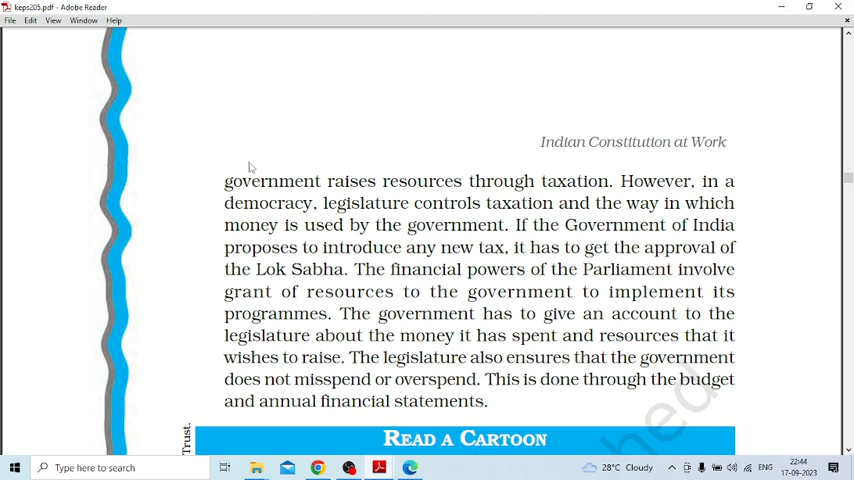 keps205.pdf - Adobe Reader
File Edit View Window Help
Indian Constitution at Work
government raises resources through taxation. However, in a
democracy, legislature controls taxation and the way in which
money is used by the government. If the Government of India
proposes to introduce any new tax, it has to get the approval of
the Lok Sabha. The financial powers of the Parliament involve
grant of resources to the government to implement its
programmes. The government has to give an account to the
legislature about the money it has spent and resources that it
wishes to raise. The legislature also ensures that the government
does not misspend or overspend. This is done through the budget
and annual financial statements.
hed
Trust.
READ A CARTOON
Type here to search
28°C Cloudy
ENG
22:44
17-09-2023